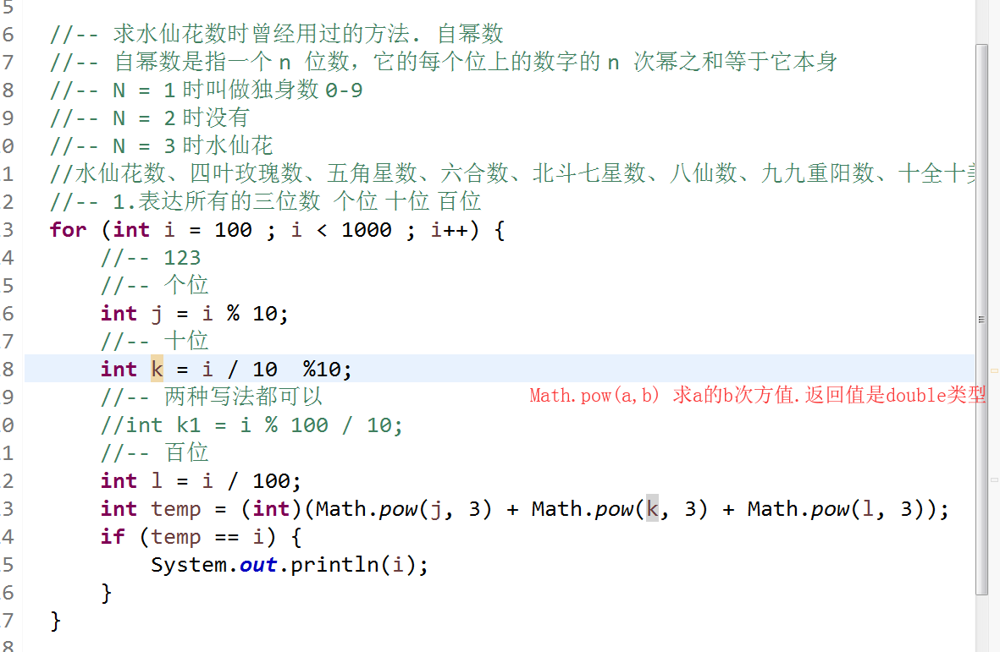 5
6 //-- 求水仙花数时曾经用过的方法. 自幂数
7 //-- 自幂数是指一个n 位数，它的每个位上的数字的n 次幂之和等于它本身
8 //-- N = 1时叫做独身数0-9
9 //-- N = 2时没有
0 //-- N = 3时水仙花
1 //水仙花数、四叶玫瑰数、五角星数、六合数、北斗七星数、八仙数、九九重阳数、十全十
2 //-- 1.表达所有的三位数 个位 十位 百位
3 for (int i = 100 ; i < 1000 ; i++) {
4 //-- 123
5 //-- 个位
6 int j = i % 10;
7 //-- 十位
8 int k = i / 10  %10;
9 //-- 两种写法都可以 Math.pow(a,b) 求a的b次方值.返回值是double类型
0 //int k1 = i % 100 / 10;
1 //-- 百位
2 int l = i / 100;
3 int temp = (int)(Math.pow(j, 3) + Math.pow(k, 3) + Math.pow(l, 3));
4 if (temp == i) {
5 System.out.println(i);
6 }
7 }
8